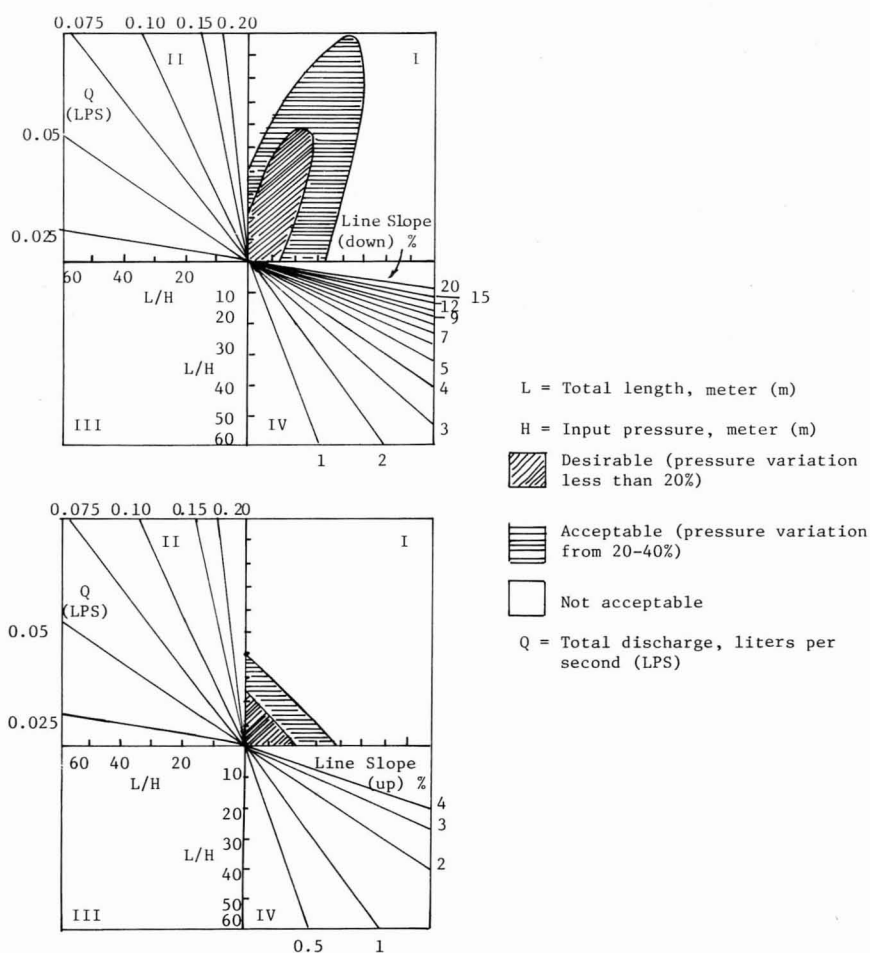 0.075 0.10 0.15 0.20
II
I
Q
(LPS)
0.05
0.025
Line Slope
(down) %
60 40 20
L/H
10
20
30
L/H
40
50
60
20
15
12
9
7
5
4
3
III
IV
1
2
L = Total length, meter (m)
H = Input pressure, meter (m)
Desirable (pressure variation
less than 20%)
Acceptable (pressure variation
from 20-40%)
Not acceptable
Q = Total discharge, liters per
second (LPS)
0.075 0.10 0.15 0.20
II
I
Q
(LPS)
0.05
0.025
60 40 20
L/H
10
20
30
L/H
40
50
60
Line Slope
(up) %
4
3
2
III
IV
0.5
1